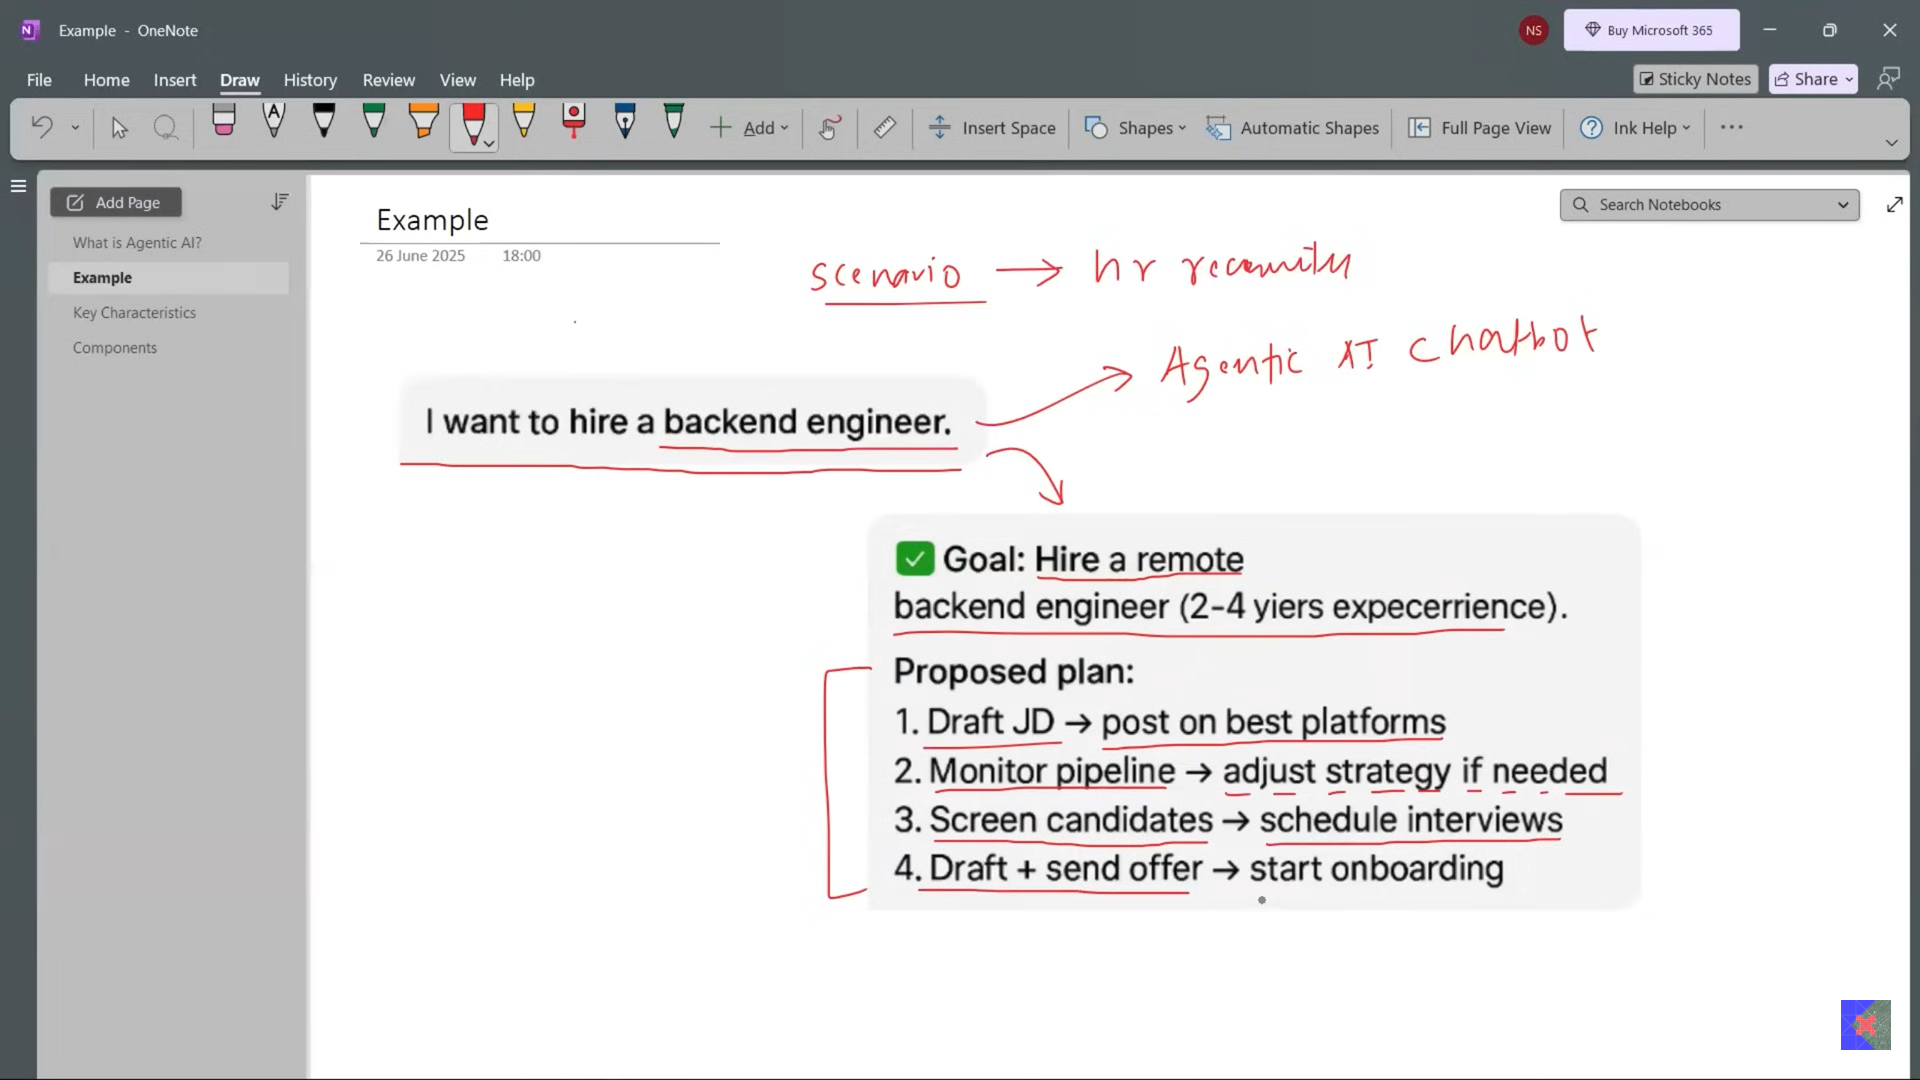 Example - OneNote
NS
Buy Microsoft 365
File Home Insert Draw History Review View Help
Sticky Notes
Share
A
Add
Insert Space
Shapes
Automatic Shapes
Full Page View
Ink Help
Add Page
What is Agentic AI?
Example
Key Characteristics
Components
Search Notebooks
Example
26 June 2025 18:00
scenario → hr
Agentic AI Chatbot
I want to hire a backend engineer.
Goal: Hire a remote
backend engineer (2-4 yiers expecerrience).
Proposed plan:
1. Draft JD → post on best platforms
2. Monitor pipeline → adjust strategy if needed
3. Screen candidates → schedule interviews
4. Draft + send offer → start onboarding